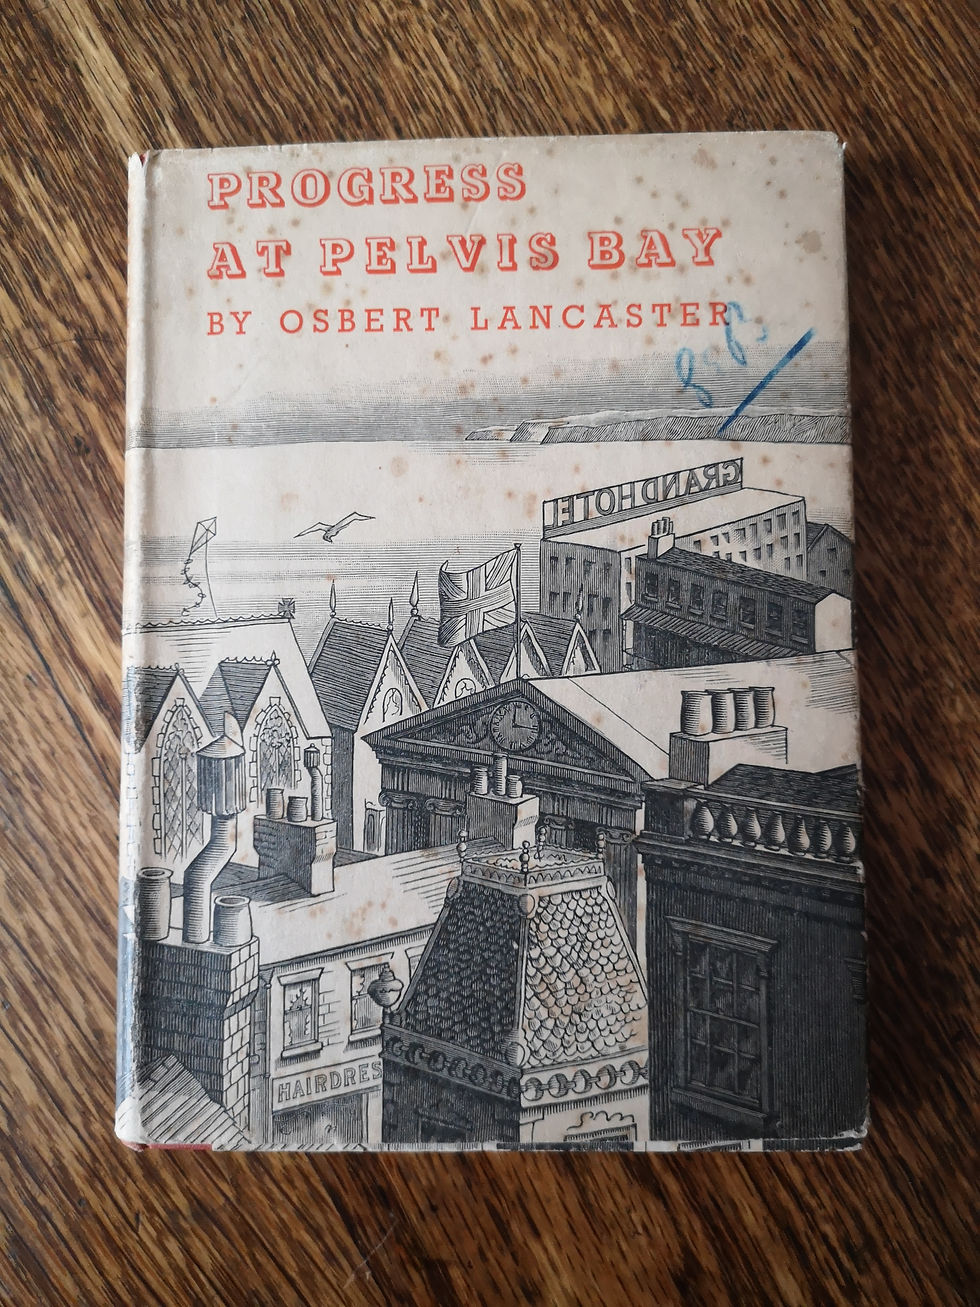 PROGRESS
AT PELVIS BAY
BY OSBERT LANCASTER
GRAND HOTEL
HAIRDRES